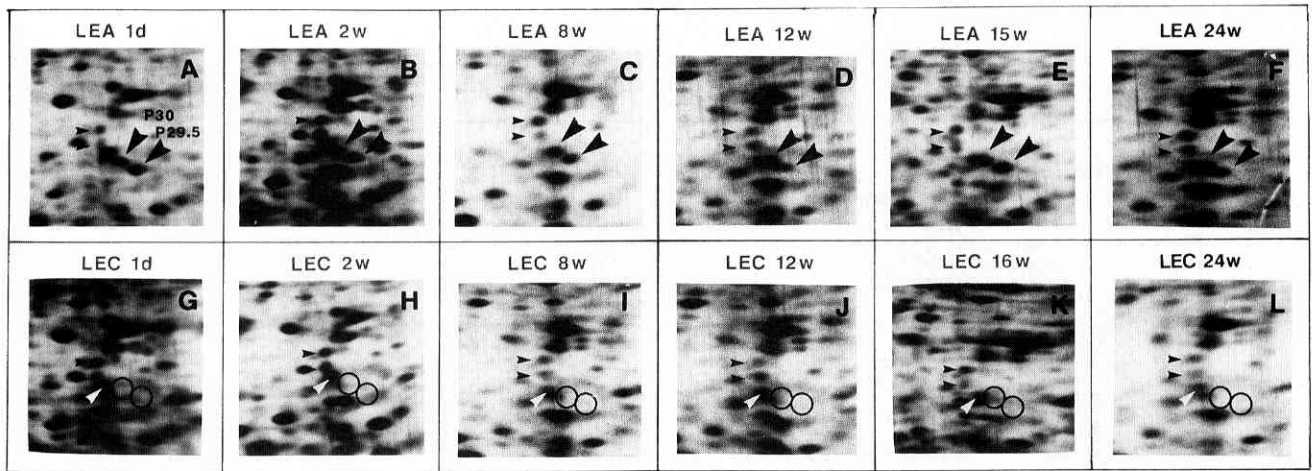 LEA 1d
LEA 2w
LEA 8w
LEA 12w
LEA 15w
LEA 24w
A
B
C
D
E
F
P30
P29.5
LEC 1d
LEC 2w
LEC 8w
LEC 12w
LEC 16w
LEC 24w
G
H
I
J
K
L